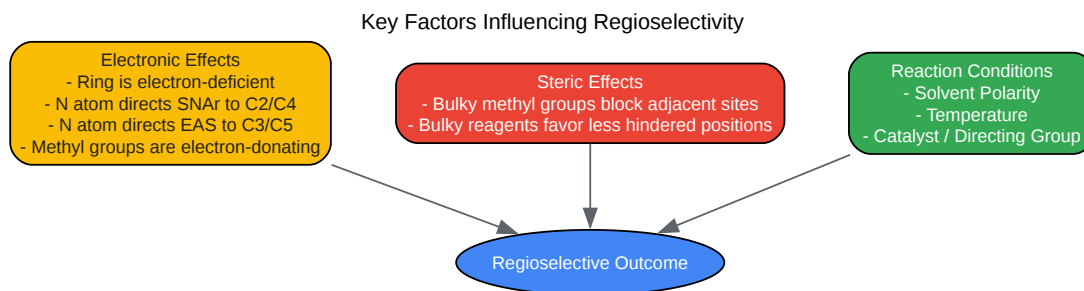 Key Factors Influencing Regioselectivity
Electronic Effects
- Ring is electron-deficient
- N atom directs SNAr to C2/C4
- N atom directs EAS to C3/C5
- Methyl groups are electron-donating
Steric Effects
- Bulky methyl groups block adjacent sites
- Bulky reagents favor less hindered positions
Reaction Conditions
- Solvent Polarity
- Temperature
- Catalyst / Directing Group
Regioselective Outcome